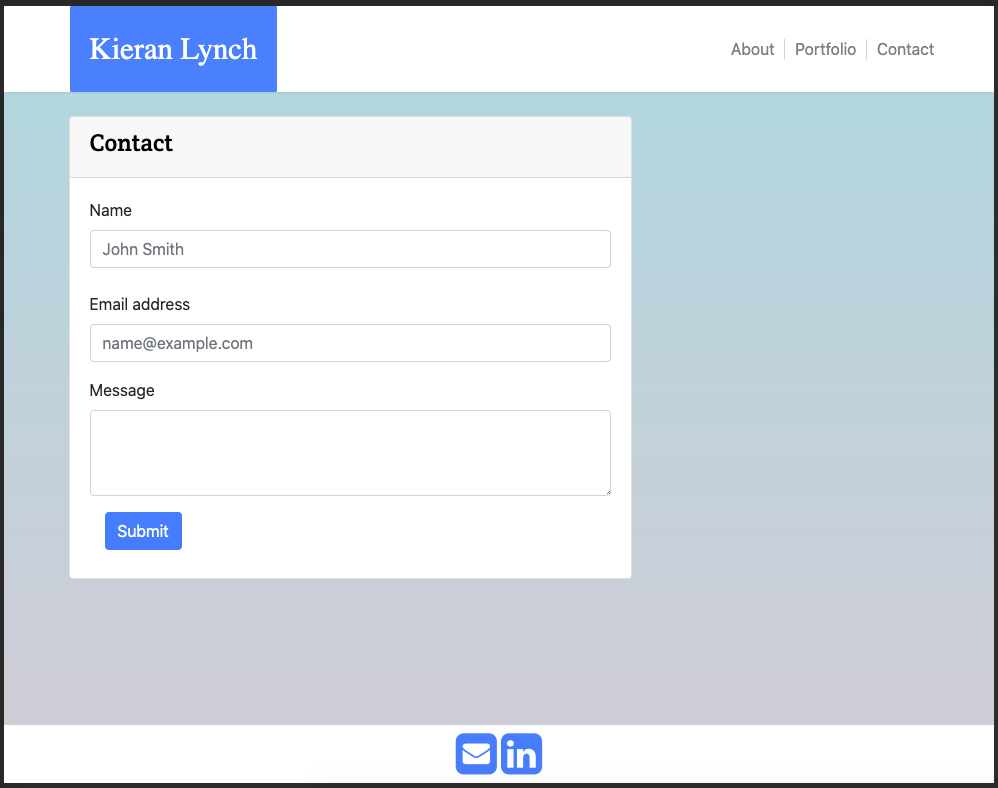 Kieran Lynch
About
Portfolio
Contact
Contact
Name
John Smith
Email address
name@example.com
Message
Submit
in